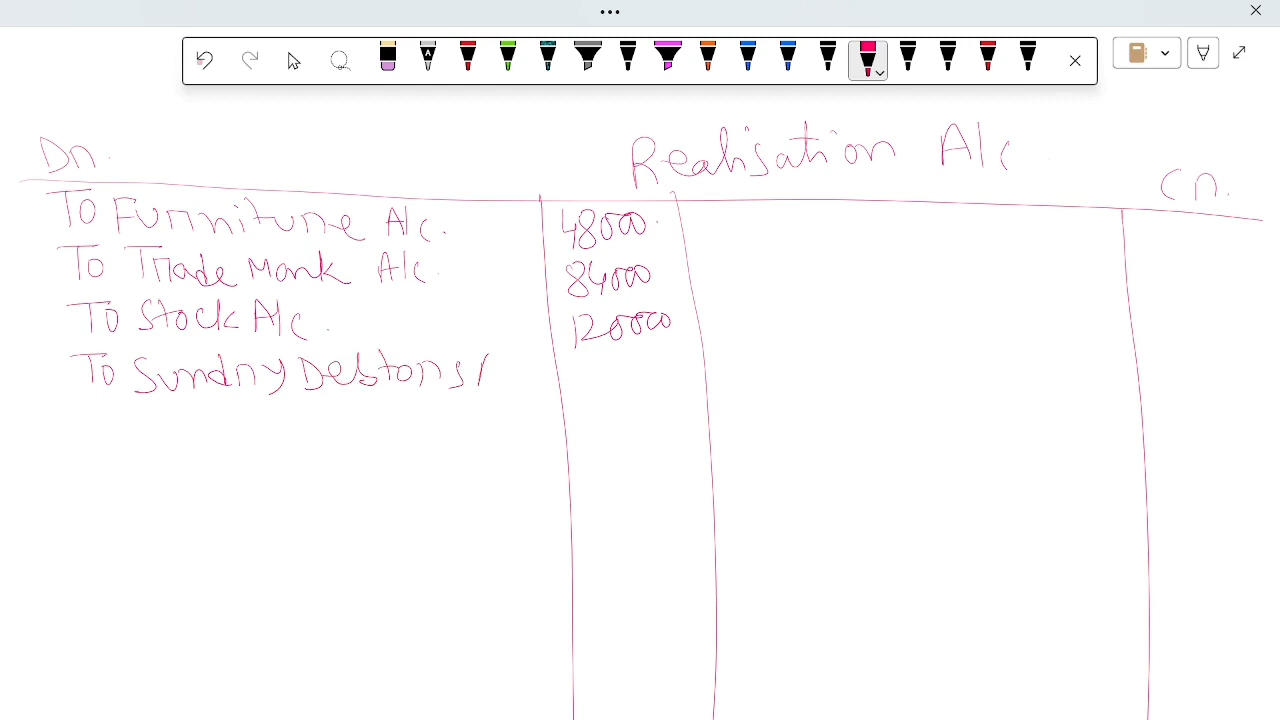 Realisation A/c
Dr.
Cr.
To Furniture A/c. 48000.
To Trade Mark A/c. 84000
To Stock A/c. 120000
To Sundry Debtors